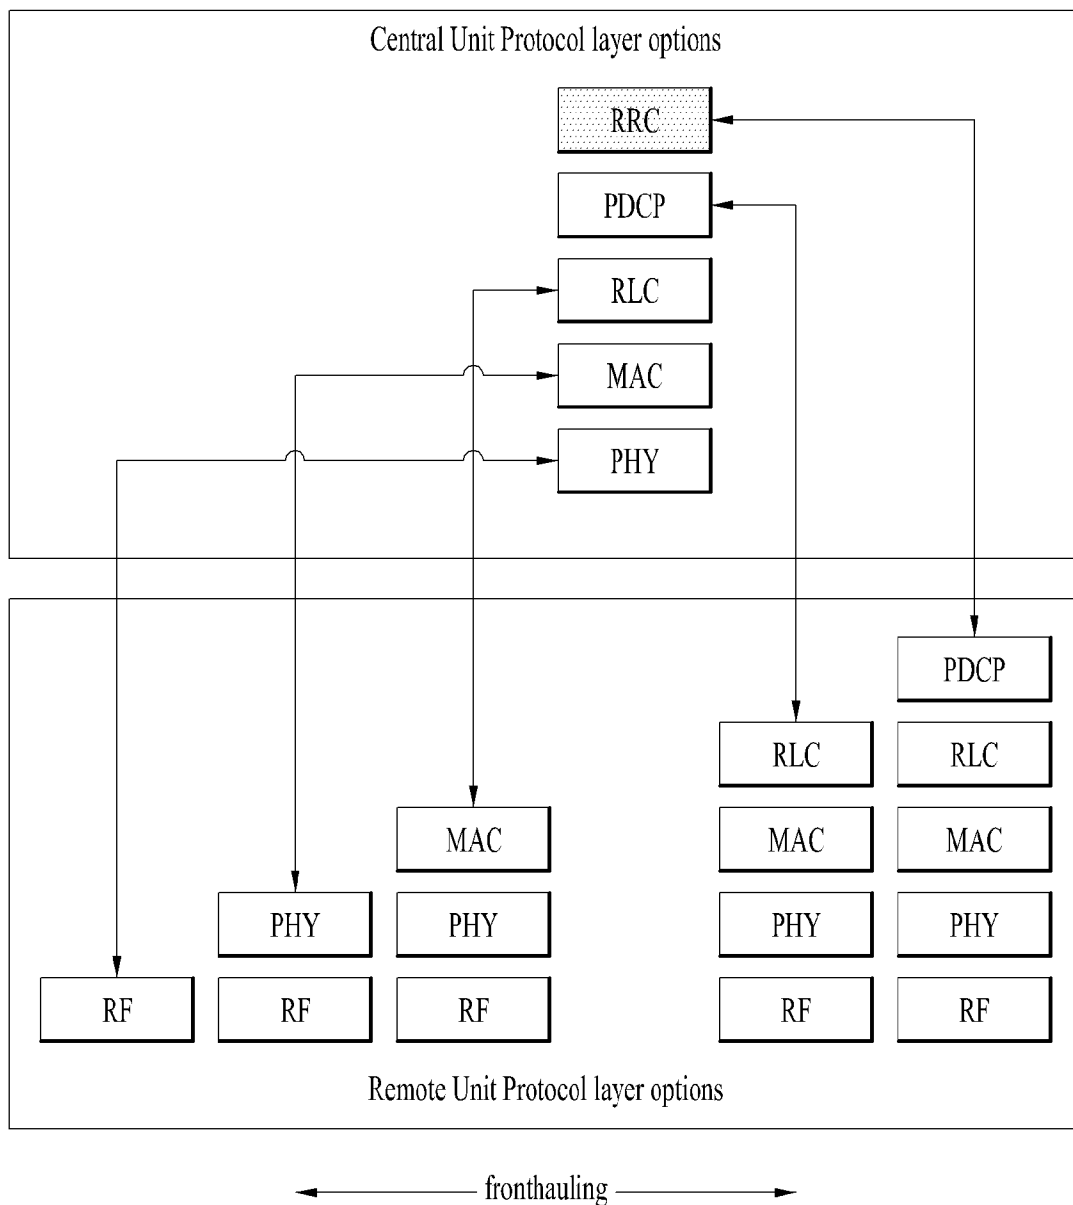 Central Unit Protocol layer options
RRC
PDCP
RLC
MAC
PHY
PDCP
RLC RLC
MAC MAC MAC
PHY PHY PHY PHY
RF RF RF RF RF
Remote Unit Protocol layer options
fronthauling